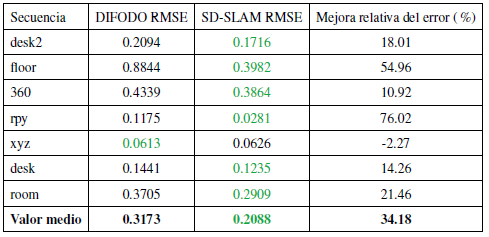 Secuencia DIFODO RMSE SD-SLAM RMSE Mejora relativa del error (%)
desk2 0.2094 0.1716 18.01
floor 0.8844 0.3982 54.96
360 0.4339 0.3864 10.92
rpy 0.1175 0.0281 76.02
xyz 0.0613 0.0626 -2.27
desk 0.1441 0.1235 14.26
room 0.3705 0.2909 21.46
Valor medio 0.3173 0.2088 34.18